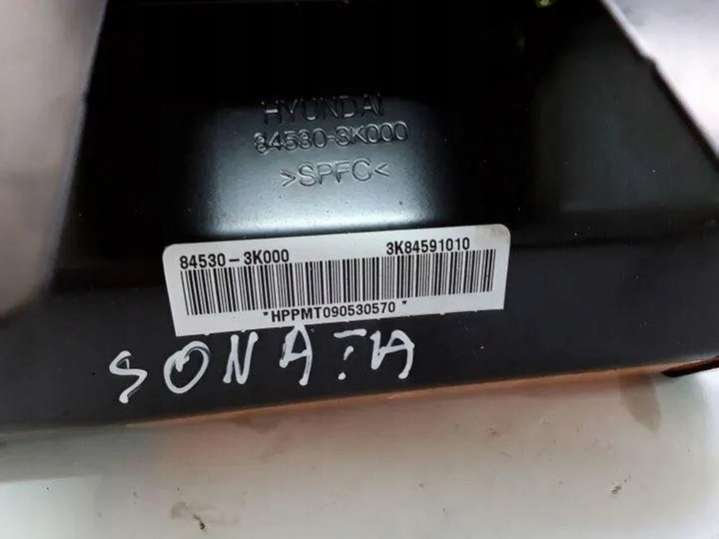 HYUNDAI
84530-3K000
>SPFC<
84530-3K000 3K84591010
*HPPMT090530570*
SONATA